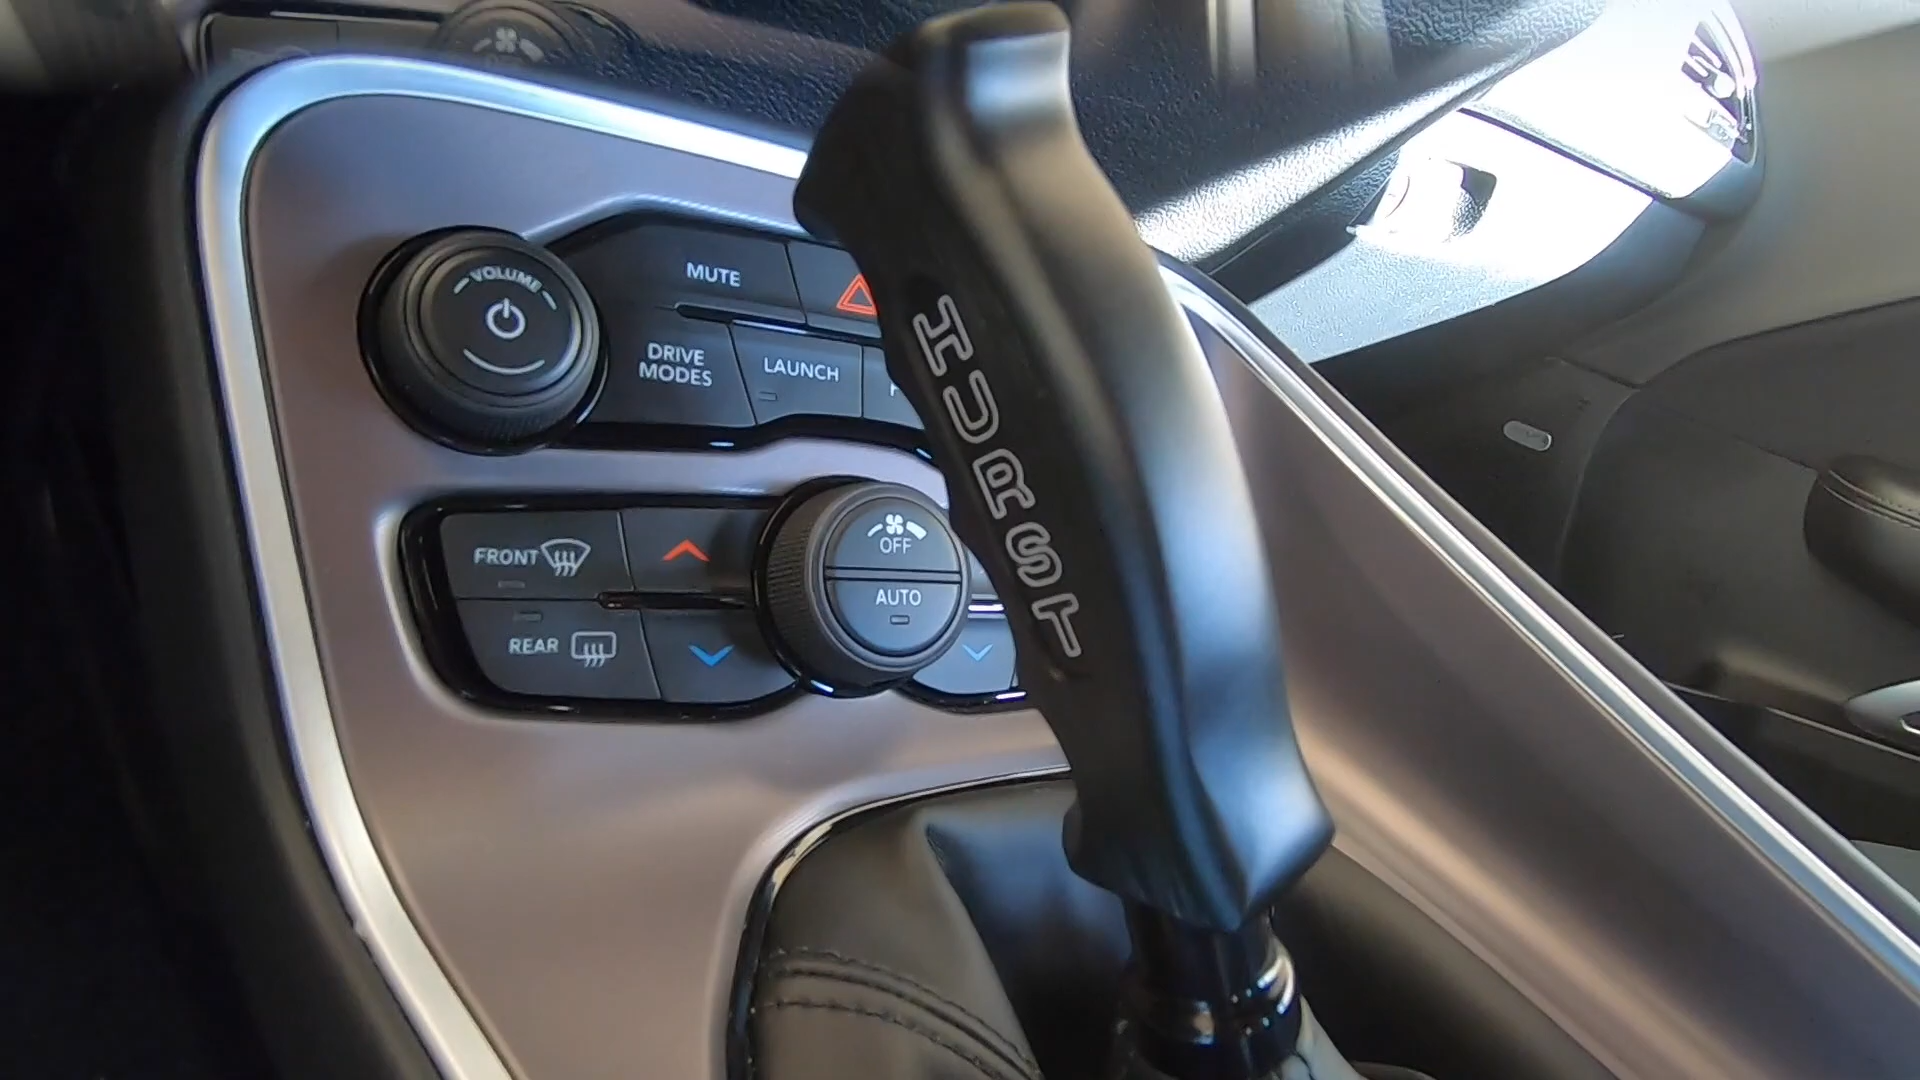 VOLUME
MUTE
DRIVE
MODES
LAUNCH
HURST
OFF
FRONT
AUTO
REAR